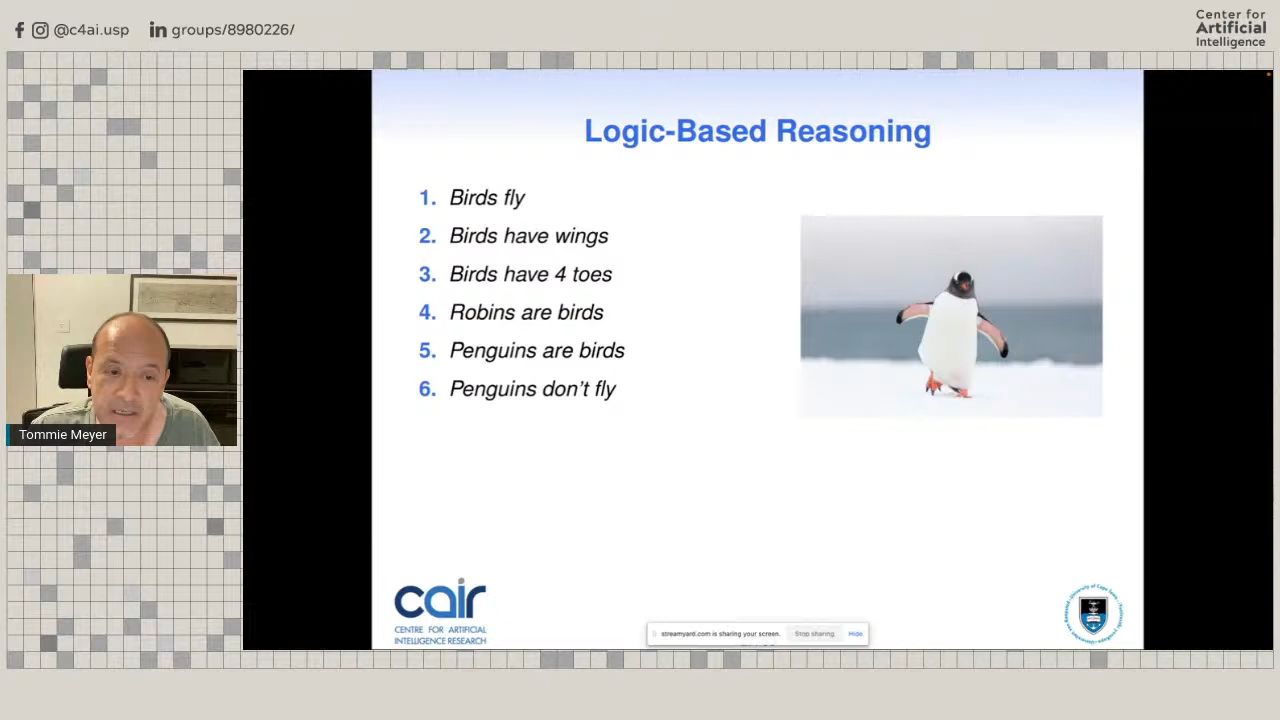 @c4ai.usp groups/8980226/
Center for
Artificial
Intelligence
Logic-Based Reasoning
1. Birds fly
2. Birds have wings
3. Birds have 4 toes
4. Robins are birds
5. Penguins are birds
6. Penguins don't fly
Tommie Meyer
cair
CENTRE FOR ARTIFICIAL
INTELLIGENCE RESEARCH
streamyard.com is sharing your screen. Stop sharing Hide